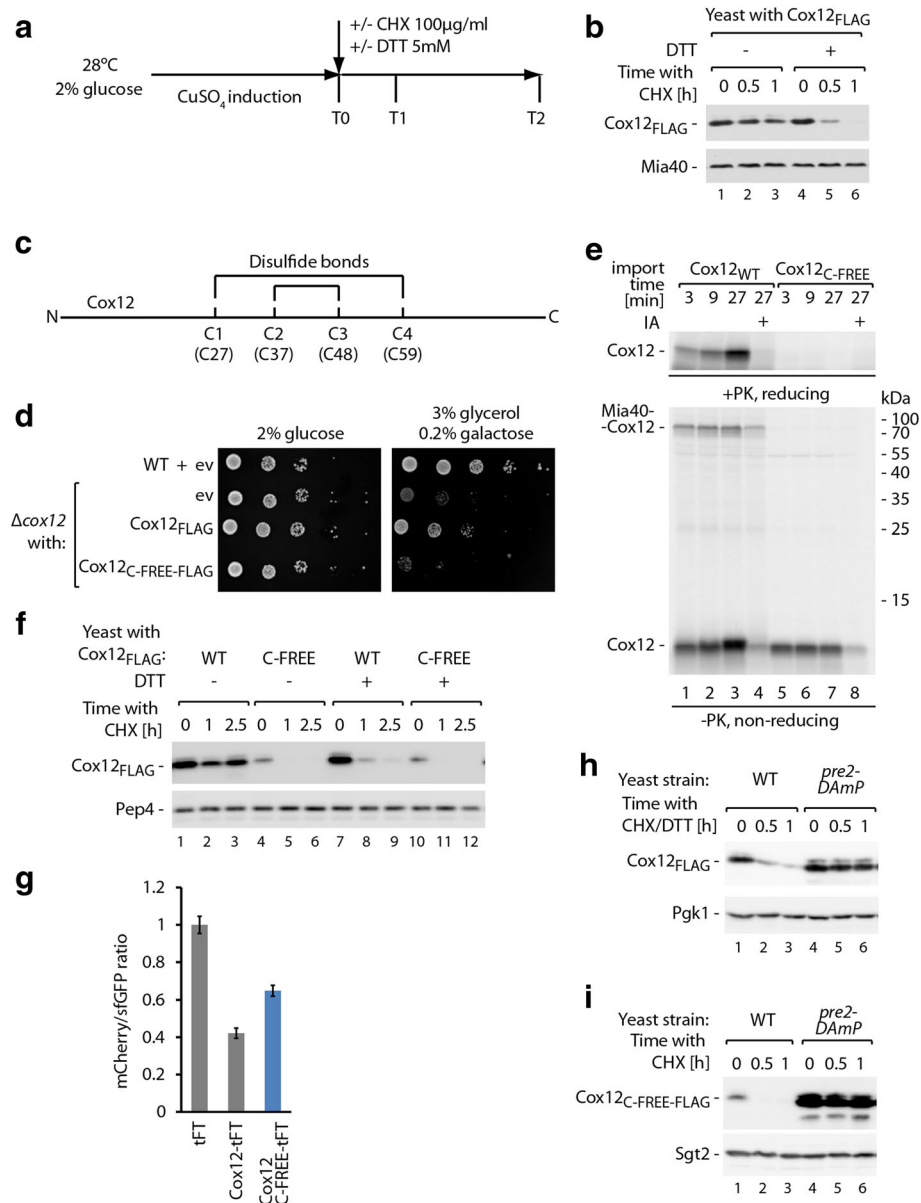 a
+/- CHX 100µg/ml
+/- DTT 5mM
28ºC
2% glucose
CuSO4 induction
T0 T1 T2
b
Yeast with Cox12FLAG
DTT - +
Time with
CHX [h] 0 0.5 1 0 0.5 1
Cox12FLAG -
Mia40 -
1 2 3 4 5 6
c
Disulfide bonds
Cox12
N C
C1 C2 C3 C4
(C27) (C37) (C48) (C59)
d
2% glucose
3% glycerol
0.2% galactose
WT + ev
Δcox12
with:
ev
Cox12FLAG
Cox12C-FREE-FLAG
e
import
time
[min]
Cox12WT Cox12C-FREE
3 9 27 27 3 9 27 27
IA + +
Cox12 -
+PK, reducing
kDa
Mia40-
-Cox12 -
- 100
- 70
- 55
- 40
- 35
- 25
- 15
Cox12 -
1 2 3 4 5 6 7 8
-PK, non-reducing
f
Yeast with
Cox12FLAG: WT C-FREE WT C-FREE
DTT - - + +
Time with
CHX [h] 0 1 2.5 0 1 2.5 0 1 2.5 0 1 2.5
Cox12FLAG -
Pep4 -
1 2 3 4 5 6 7 8 9 10 11 12
g
mCherry/sfGFP ratio
1.2
1
0.8
0.6
0.4
0.2
0
tFT
Cox12-tFT
Cox12
C-FREE-tFT
h
Yeast strain: WT pre2-
DAmP
Time with
CHX/DTT [h] 0 0.5 1 0 0.5 1
Cox12FLAG -
Pgk1 -
1 2 3 4 5 6
i
Yeast strain: WT pre2-
DAmP
Time with
CHX [h] 0 0.5 1 0 0.5 1
Cox12C-FREE-FLAG -
Sgt2 -
1 2 3 4 5 6